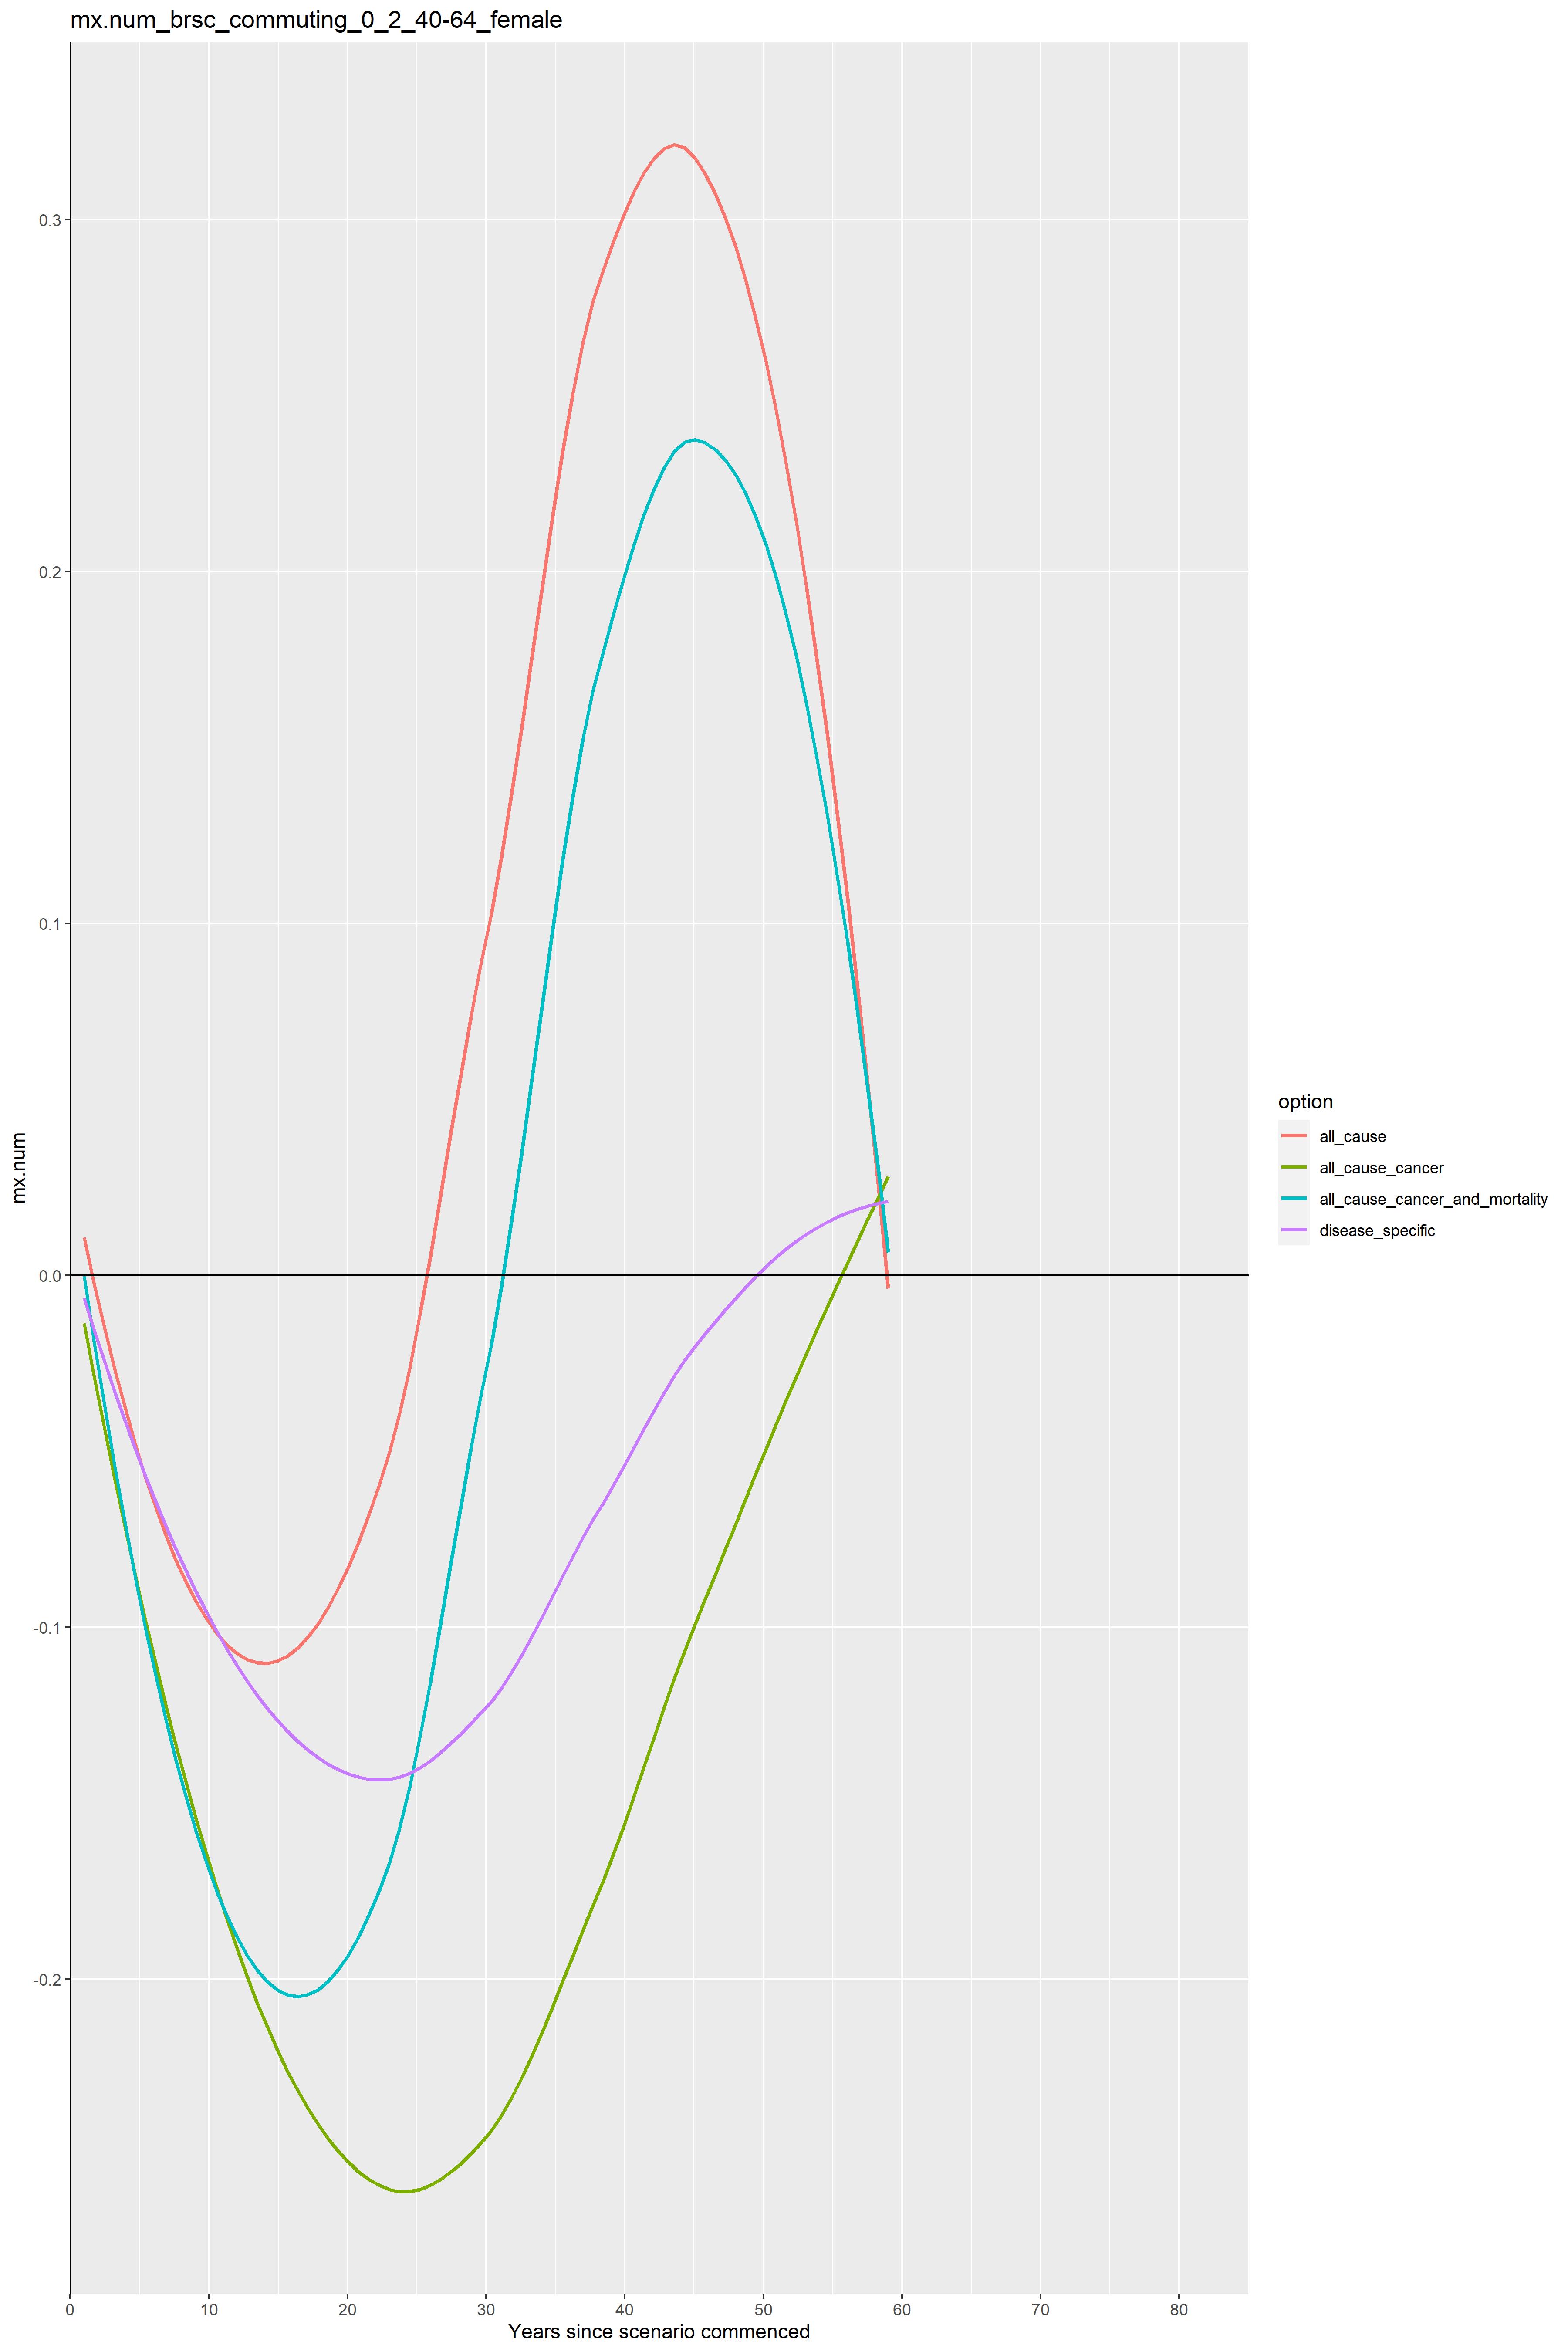 mx.num_brsc_commuting_0_2_40-64_female
mx.num
0.3
0.2
0.1
0.0
-0.1
-0.2
0 10 20 30 40 50 60 70 80
Years since scenario commenced
option
all_cause
all_cause_cancer
all_cause_cancer_and_mortality
disease_specific